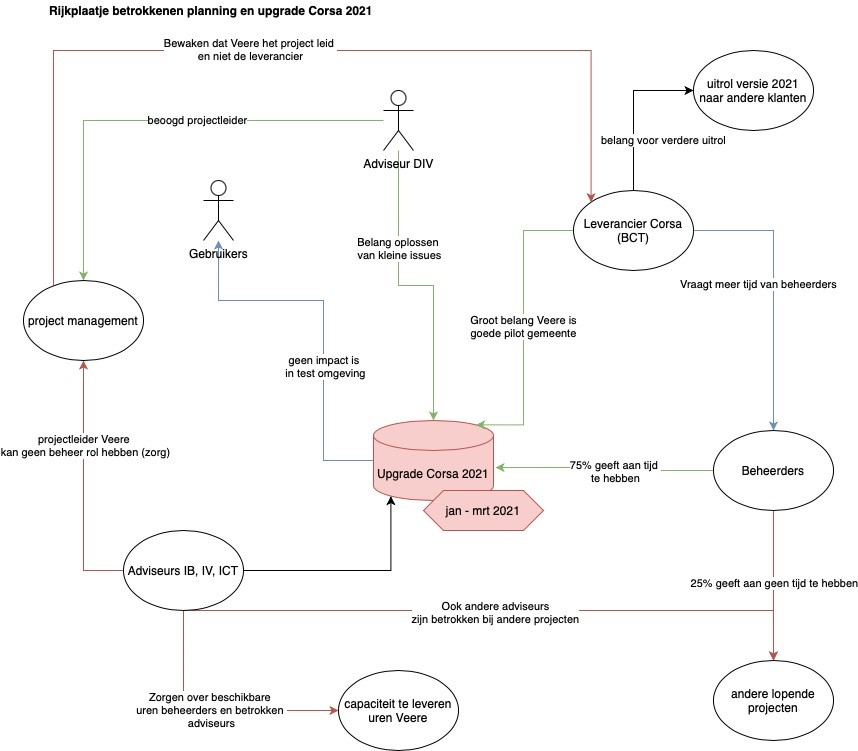 Rijkplaatje betrokkenen planning en upgrade Corsa 2021
Bewaken dat Veere het project leid
en niet de leverancier
uitrol versie 2021
naar andere klanten
beoogd projectleider
belang voor verdere uitrol
Adviseur DIV
Gebruikers
Leverancier Corsa
(BCT)
Belang oplossen
van kleine issues
Vraagt meer tijd van beheerders
project management
Groot belang Veere is
goede pilot gemeente
geen impact is
in test omgeving
projectleider Veere
kan geen beheer rol hebben (zorg)
Upgrade Corsa 2021
75% geeft aan tijd
te hebben
Beheerders
jan - mrt 2021
Adviseurs IB, IV, ICT
25% geeft aan geen tijd te hebben
Ook andere adviseurs
zijn betrokken bij andere projecten
Zorgen over beschikbare
uren beheerders en betrokken
adviseurs
capaciteit te leveren
uren Veere
andere lopende
projecten